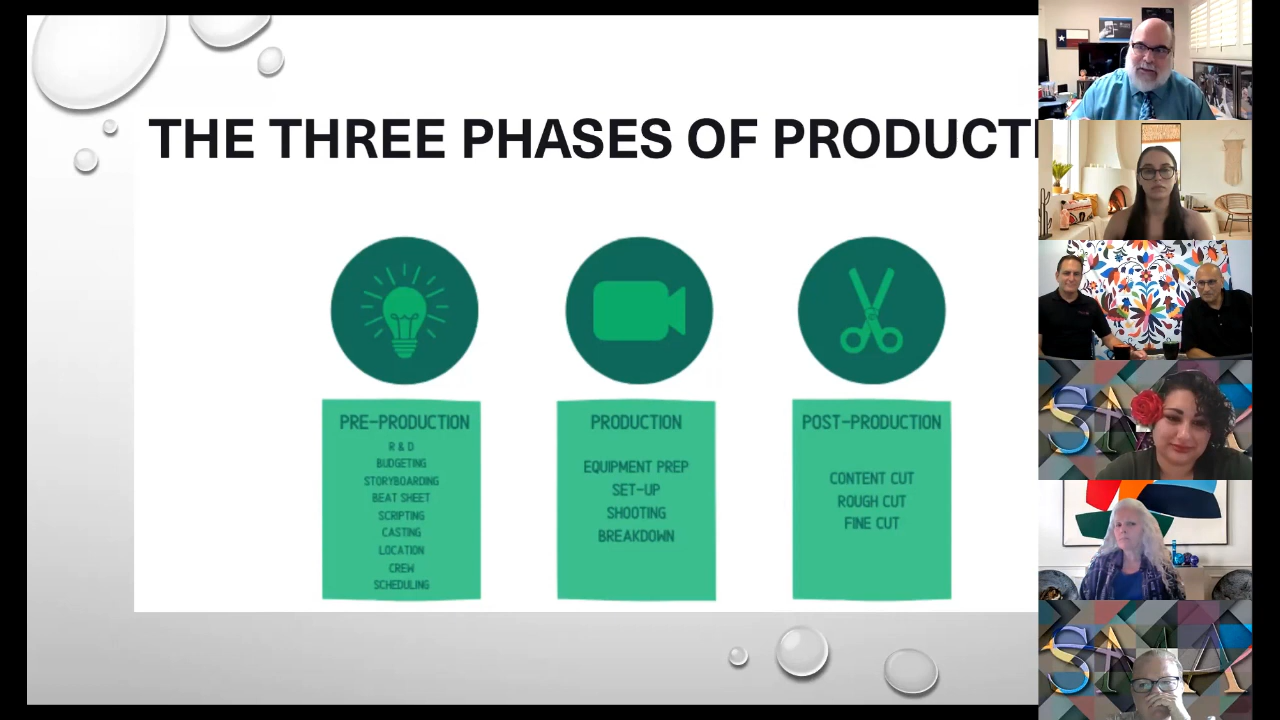 THE THREE PHASES OF PRODUCTI
PRE-PRODUCTION
R & D
BUDGETING
STORYBOARDING
BEAT SHEET
SCRIPTING
CASTING
LOCATION
CREW
SCHEDULING
PRODUCTION
EQUIPMENT PREP
SET-UP
SHOOTING
BREAKDOWN
POST-PRODUCTION
CONTENT CUT
ROUGH CUT
FINE CUT